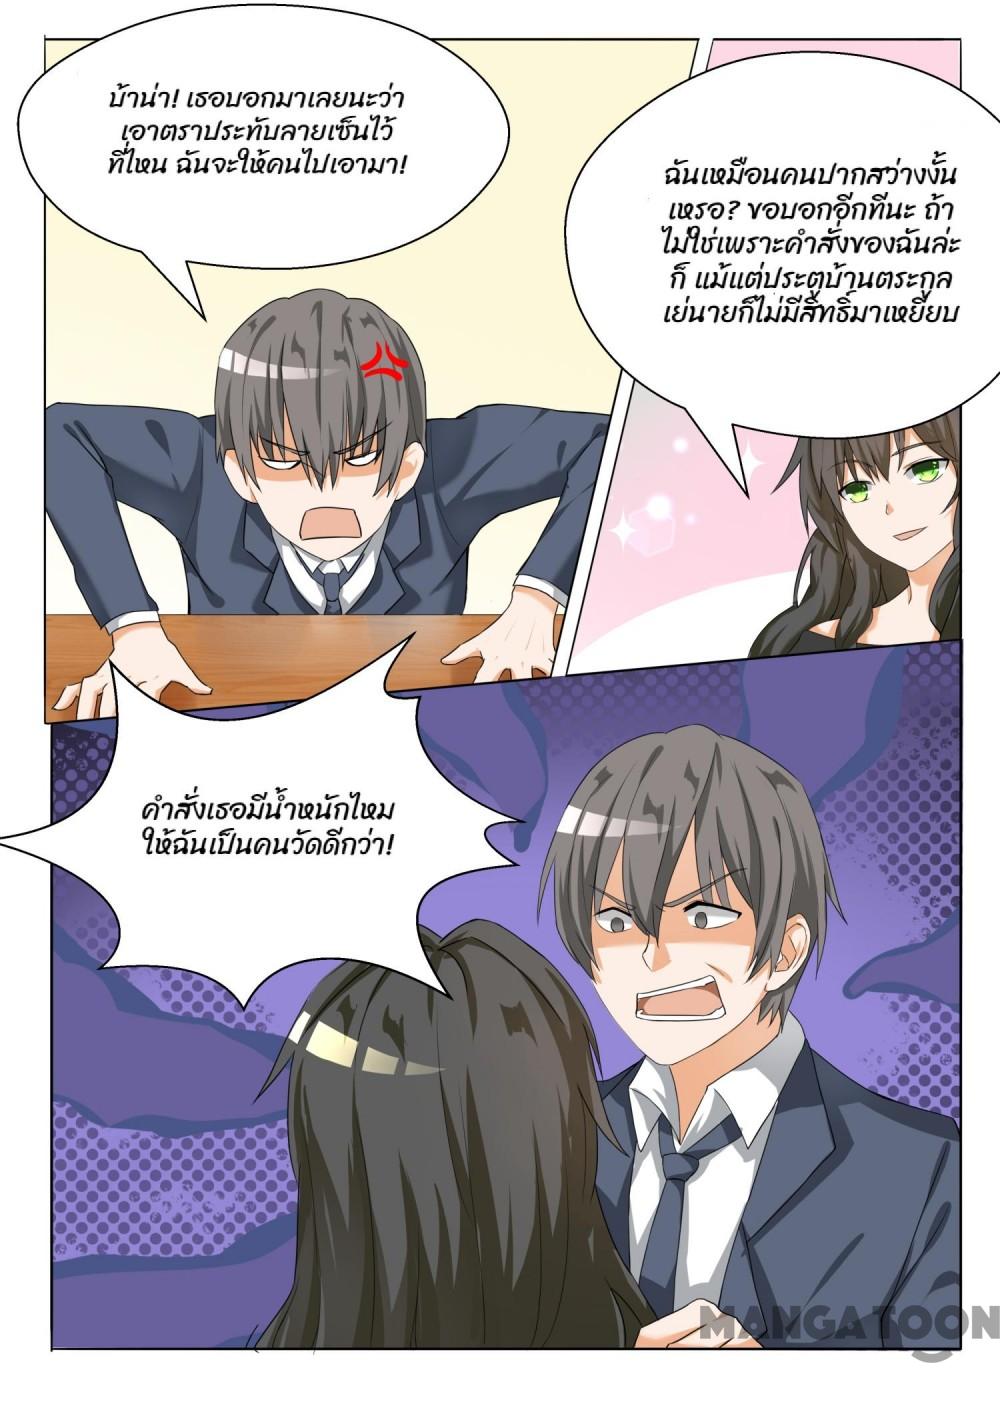 บ้าน่า! เธอบอกมาเลยนะว่า
เอาตราประทับลายเซ็นไว้
ที่ไหน ฉันจะให้คนไปเอามา!
ฉันเหมือนคนปากสว่างงั้น
เหรอ? ขอบอกอีกทีนะ ถ้า
ไม่ใช่เพราะคำสั่งของฉันล่ะ
ก็ แม้แต่ประตูบ้านตระกูล
เย่นายก็ไม่มีสิทธิ์มาเหยียบ
คำสั่งเธอมีน้ำหนักไหม
ให้ฉันเป็นคนวัดดีกว่า!
MANGATOON